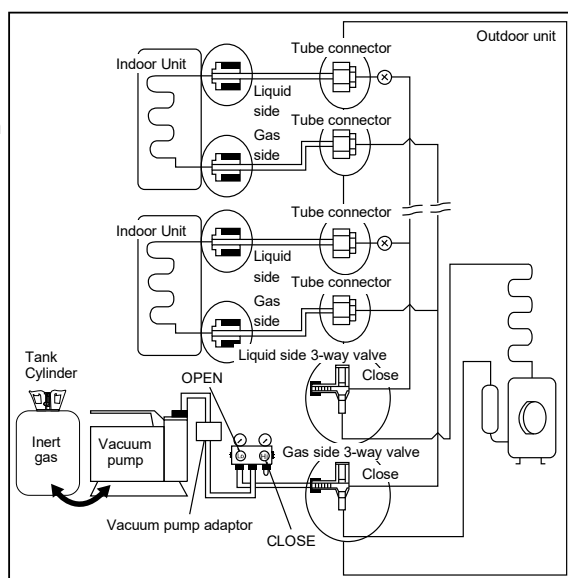 Outdoor unit
Tube connector
Indoor Unit
Liquid
side
Tube connector
Gas
side
Tube connector
Indoor Unit
Liquid
side
Tube connector
Gas
side
Liquid side 3-way valve
Close
Tank
Cylinder
OPEN
Inert
gas
Vacuum
pump
Lo
Hi
Gas side 3-way valve
Close
Vacuum pump adaptor
CLOSE